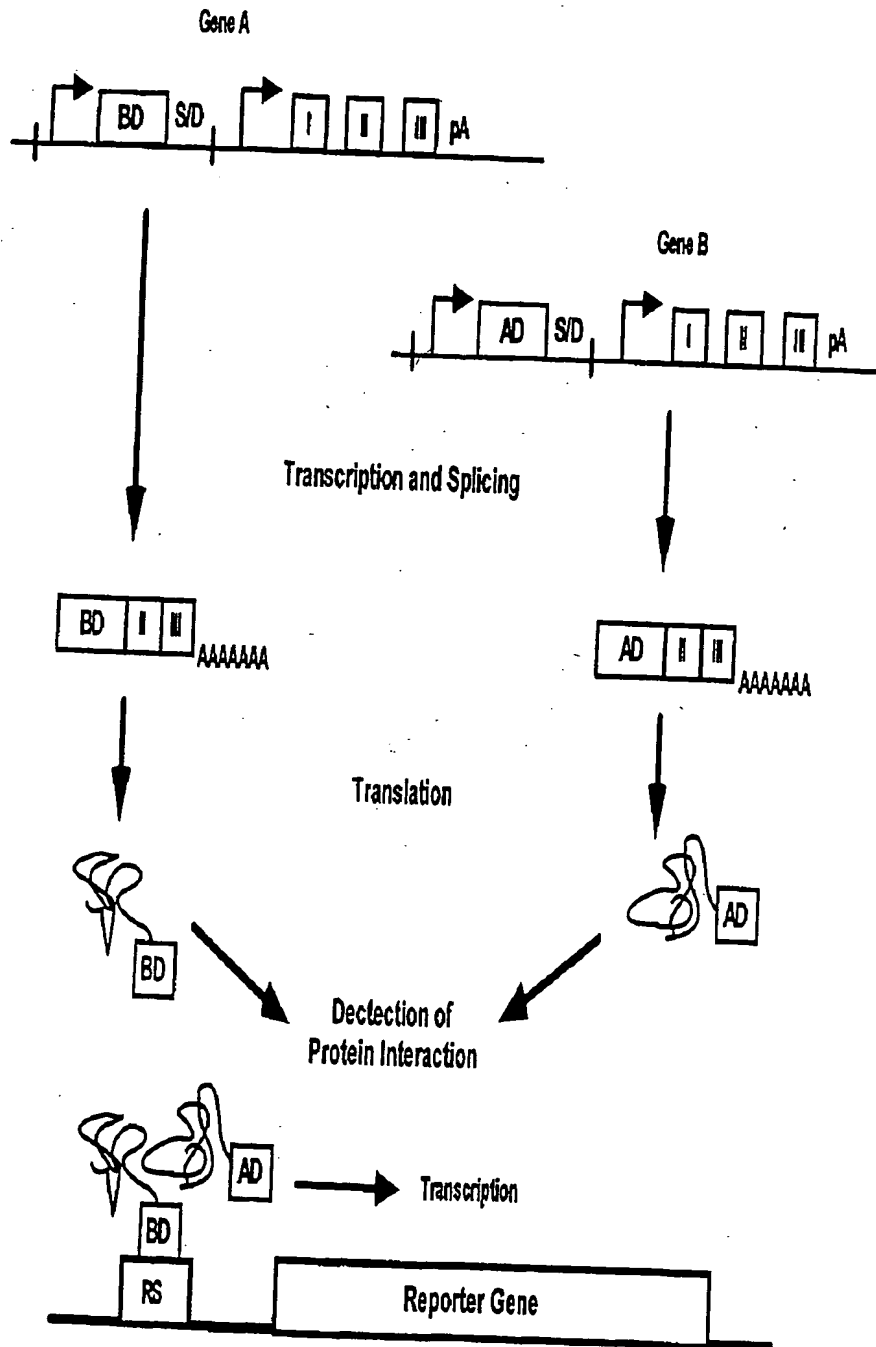 Gene A
BD S/D I II III pA
Gene B
AD S/D I II III pA
Transcription and Splicing
BD II III
AAAAAAA
AD II III
AAAAAAA
Translation
BD
AD
Dectection of
Protein Interaction
AD
Transcription
BD
RS
Reporter Gene